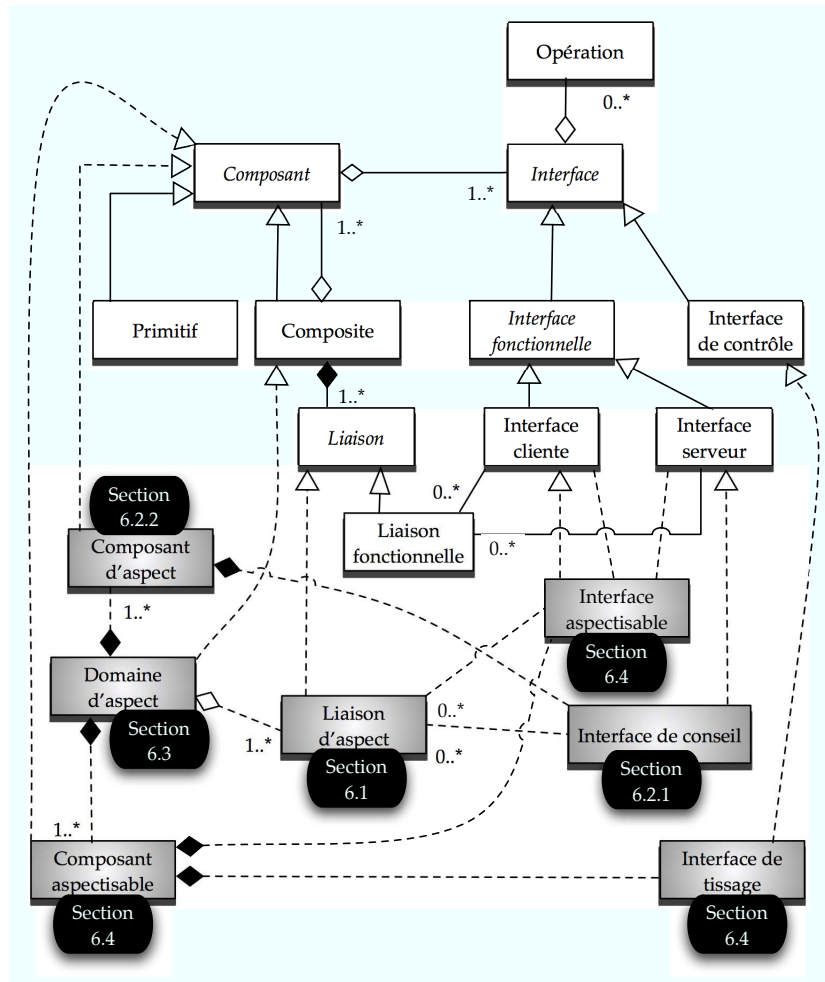 Opération
0..*
Composant
Interface
1..*
1..*
Primitif
Composite
Interface
fonctionnelle
Interface
de contrôle
1..*
Liaison
Interface
cliente
Interface
serveur
Section
6.2.2
0..*
Liaison
fonctionnelle
0..*
Composant
d'aspect
Interface
aspectisable
1..*
Section
6.4
Domaine
d'aspect
Liaison
d'aspect
0..*
Interface de conseil
Section
6.3
1..*
0..*
Section
6.1
Section
6.2.1
1..*
Composant
aspectisable
Interface de
tissage
Section
6.4
Section
6.4